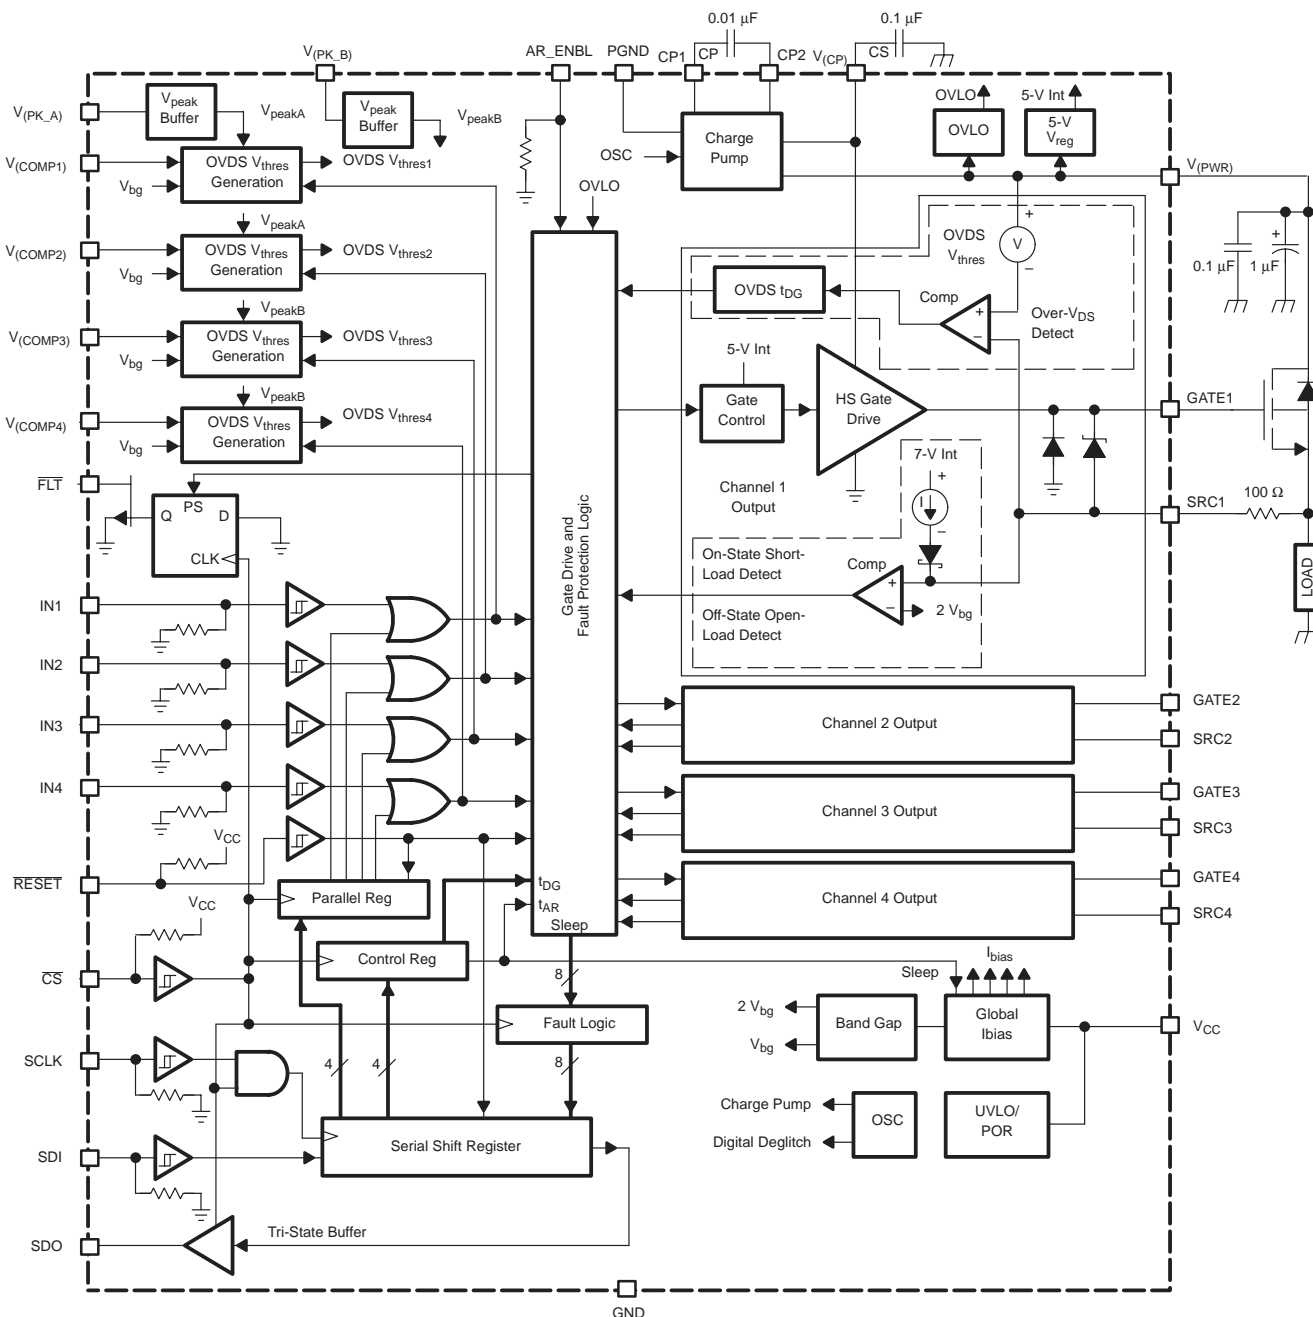 0.01 μF
0.1 μF
V(PK_B)
AR_ENBL
PGND
CP1
CP
CP2
V(CP)
CS
V(PK_A)
Vpeak
Buffer
VpeakA
Vpeak
Buffer
VpeakB
OVLO
5-V Int
OVLO
5-V
Vreg
Charge
Pump
OSC
V(COMP1)
OVDS Vthres
Generation
OVDS Vthres1
Vbg
V(PWR)
OVLO
VpeakA
V(COMP2)
OVDS Vthres
Generation
OVDS Vthres2
Vbg
OVDS
Vthres
+
V
−
+
0.1 μF
1 μF
OVDS tDG
Comp
+
−
Over-VDS
Detect
VpeakB
V(COMP3)
OVDS Vthres
Generation
OVDS Vthres3
Vbg
5-V Int
VpeakB
V(COMP4)
OVDS Vthres
Generation
OVDS Vthres4
Vbg
Gate
Control
HS Gate
Drive
GATE1
7-V Int
+
I
−
FLT
PS
Q
D
CLK
Channel 1
Output
SRC1
100 Ω
LOAD
On-State Short-
Load Detect
Comp
+
−
2 Vbg
Off-State Open-
Load Detect
Gate Drive and
Fault Protection Logic
IN1
IN2
IN3
IN4
VCC
RESET
Parallel Reg
tDG
tAR
Sleep
Channel 2 Output
GATE2
SRC2
Channel 3 Output
GATE3
SRC3
Channel 4 Output
GATE4
SRC4
VCC
CS
Control Reg
8
Sleep
Ibias
2 Vbg
Vbg
Band Gap
Global
Ibias
VCC
Fault Logic
SCLK
4
4
8
Charge Pump
Digital Deglitch
OSC
UVLO/
POR
SDI
Serial Shift Register
SDO
Tri-State Buffer
GND